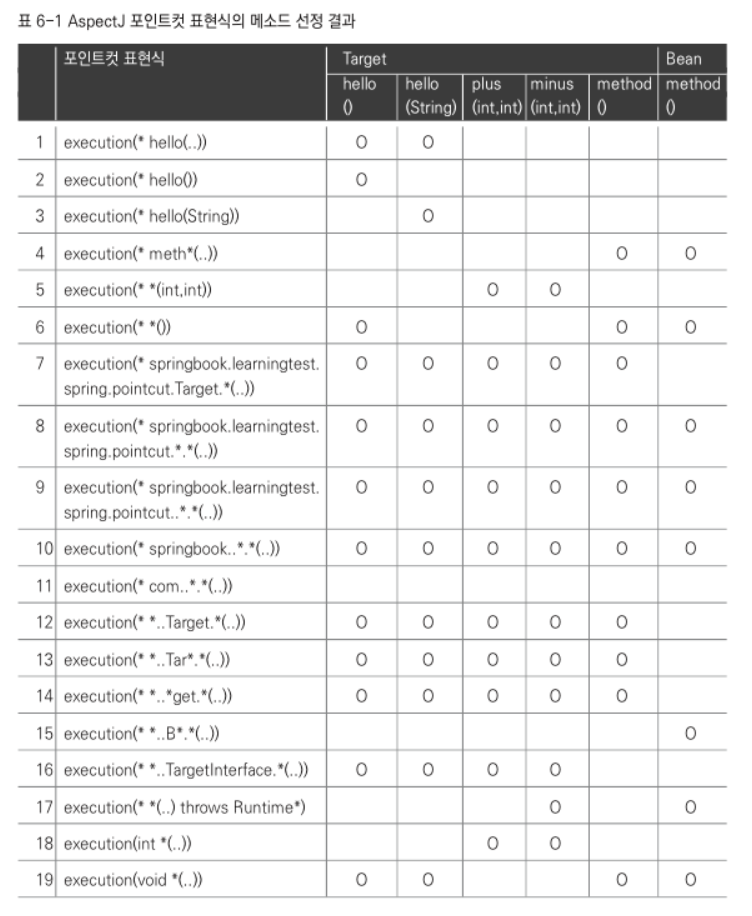 표 6-1 AspectJ 포인트컷 표현식의 메소드 선정 결과
포인트컷 표현식 Target Bean
hello hello plus minus method method
() (String) (int,int) (int,int) () ()
1 execution(* hello(..)) O O
2 execution(* hello()) O
3 execution(* hello(String)) O
4 execution(* meth*(..)) O O
5 execution(* *(int,int)) O O
6 execution(* *()) O O O
7 execution(* springbook.learningtest. O O O O O
spring.pointcut.Target.*(..))
8 execution(* springbook.learningtest. O O O O O O
spring.pointcut.*.*(..))
9 execution(* springbook.learningtest. O O O O O O
spring.pointcut..*.*(..))
10 execution(* springbook..*.*(..)) O O O O O O
11 execution(* com..*.*(..))
12 execution(* *..Target.*(..)) O O O O O
13 execution(* *..Tar*.*(..)) O O O O O
14 execution(* *..*get.*(..)) O O O O O
15 execution(* *..B*.*(..)) O
16 execution(* *..TargetInterface.*(..)) O O O O
17 execution(* *(..) throws Runtime*) O O
18 execution(int *(..)) O O
19 execution(void *(..)) O O O O